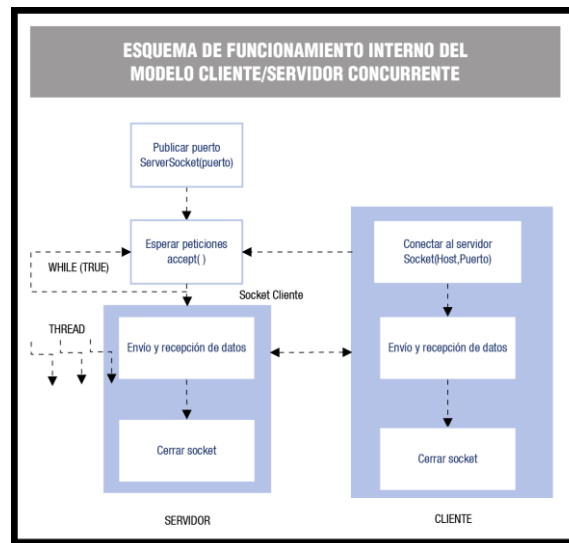 ESQUEMA DE FUNCIONAMIENTO INTERNO DEL
MODELO CLIENTE/SERVIDOR CONCURRENTE
Publicar puerto
ServerSocket(puerto)
Esperar peticiones
accept( )
Conectar al servidor
Socket(Host,Puerto)
WHILE (TRUE)
Socket Cliente
THREAD
Envío y recepción de datos
Envío y recepción de datos
Cerrar socket
Cerrar socket
SERVIDOR
CLIENTE